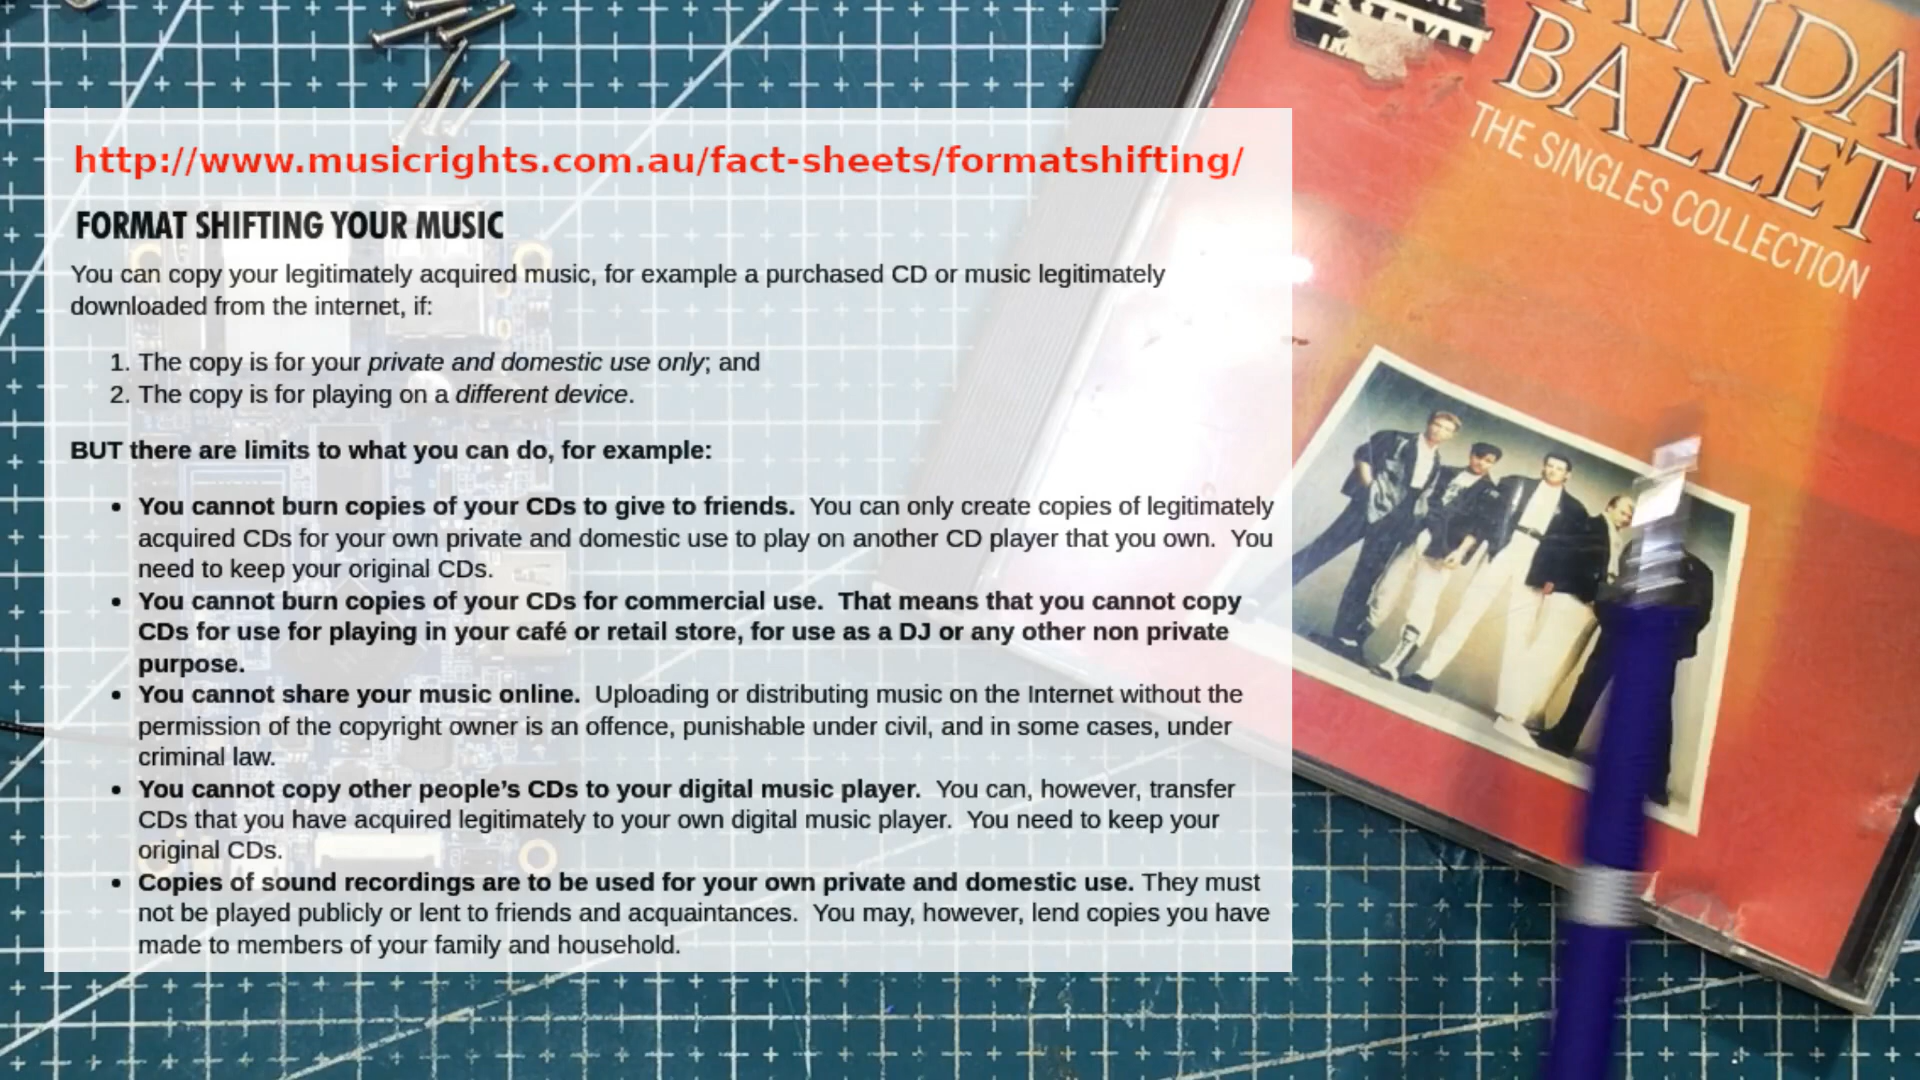 http://www.musicrights.com.au/fact-sheets/formatshifting/
FORMAT SHIFTING YOUR MUSIC
You can copy your legitimately acquired music, for example a purchased CD or music legitimately
downloaded from the internet, if:
1. The copy is for your private and domestic use only; and
2. The copy is for playing on a different device.
BUT there are limits to what you can do, for example:
• You cannot burn copies of your CDs to give to friends.  You can only create copies of legitimately
acquired CDs for your own private and domestic use to play on another CD player that you own.  You
need to keep your original CDs.
• You cannot burn copies of your CDs for commercial use.  That means that you cannot copy
CDs for use for playing in your café or retail store, for use as a DJ or any other non private
purpose.
• You cannot share your music online.  Uploading or distributing music on the Internet without the
permission of the copyright owner is an offence, punishable under civil, and in some cases, under
criminal law.
• You cannot copy other people’s CDs to your digital music player.  You can, however, transfer
CDs that you have acquired legitimately to your own digital music player.  You need to keep your
original CDs.
• Copies of sound recordings are to be used for your own private and domestic use. They must
not be played publicly or lent to friends and acquaintances.  You may, however, lend copies you have
made to members of your family and household.
BALLET
THE SINGLES COLLECTION